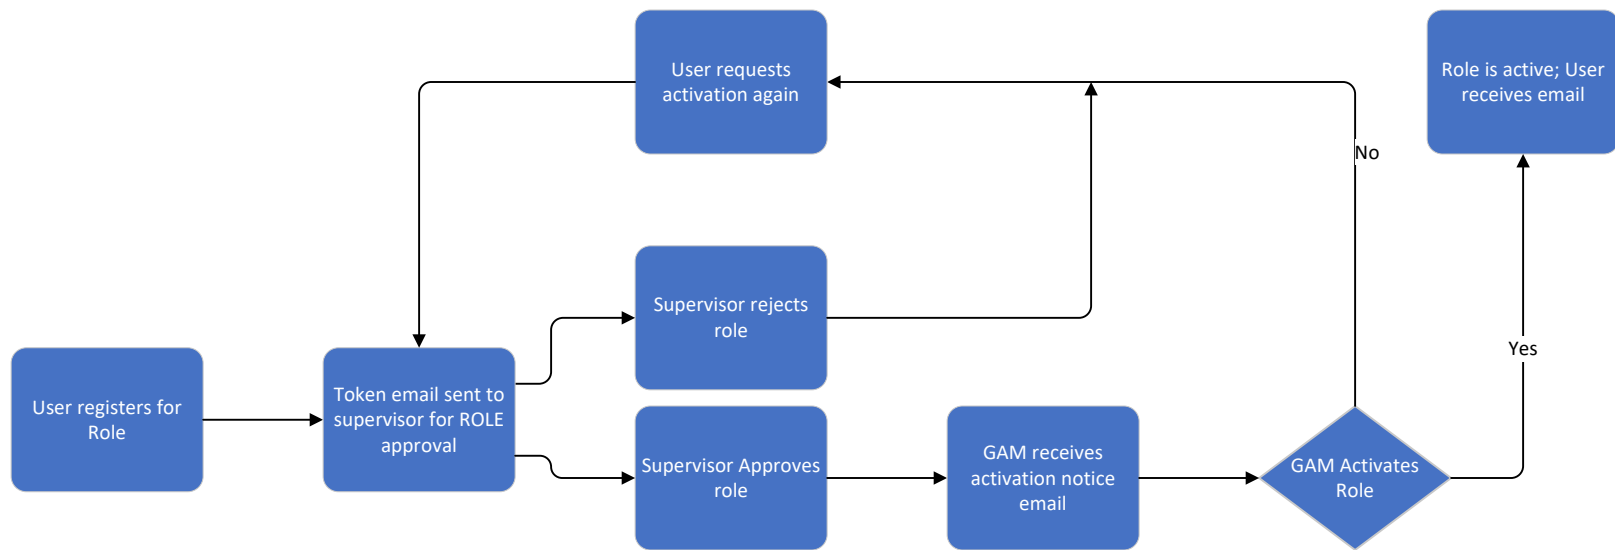 User requests
activation again
Role is active; User
receives email
No
Supervisor rejects
role
Yes
User registers for
Role
Token email sent to
supervisor for ROLE
approval
Supervisor Approves
role
GAM receives
activation notice
email
GAM Activates
Role